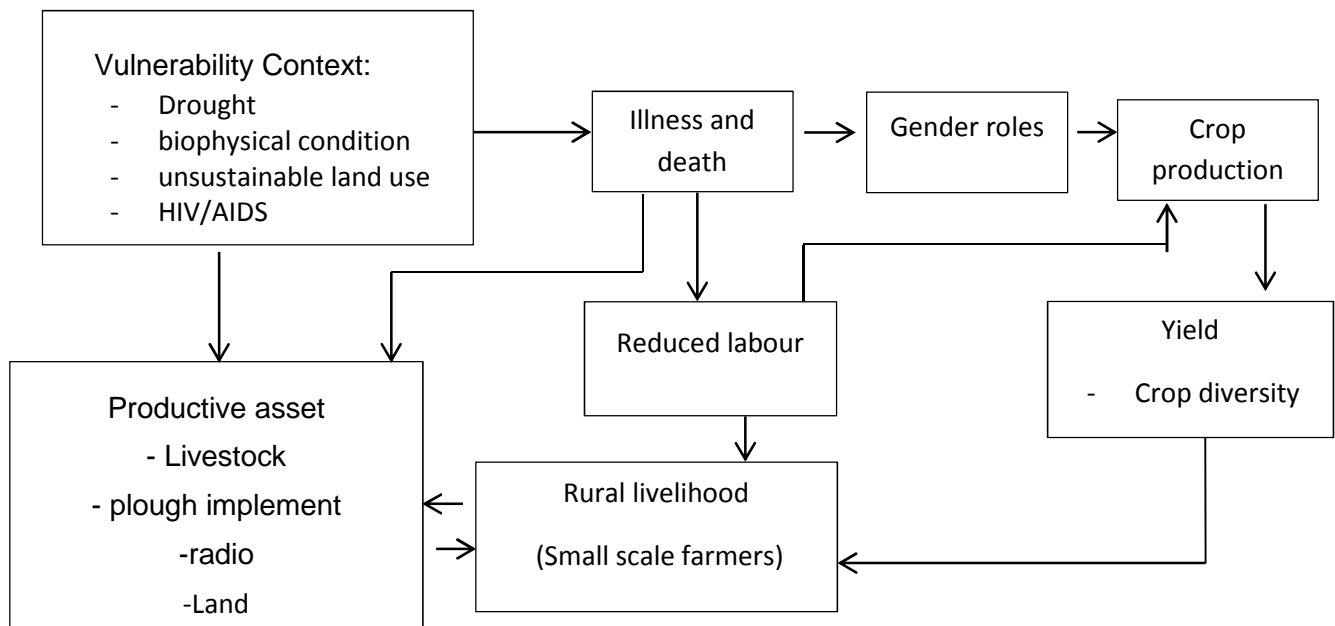 Vulnerability Context:
- Drought
- biophysical condition
- unsustainable land use
- HIV/AIDS
Illness and
death
Gender roles
Crop
production
Reduced labour
Yield
- Crop diversity
Productive asset
- Livestock
- plough implement
-radio
-Land
Rural livelihood
(Small scale farmers)